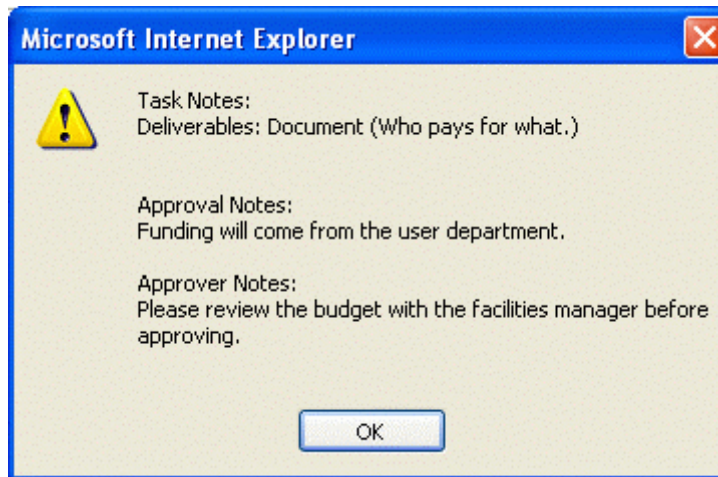 Microsoft Internet Explorer
Task Notes:
Deliverables: Document (Who pays for what.)
Approval Notes:
Funding will come from the user department.
Approver Notes:
Please review the budget with the facilities manager before
approving.
OK